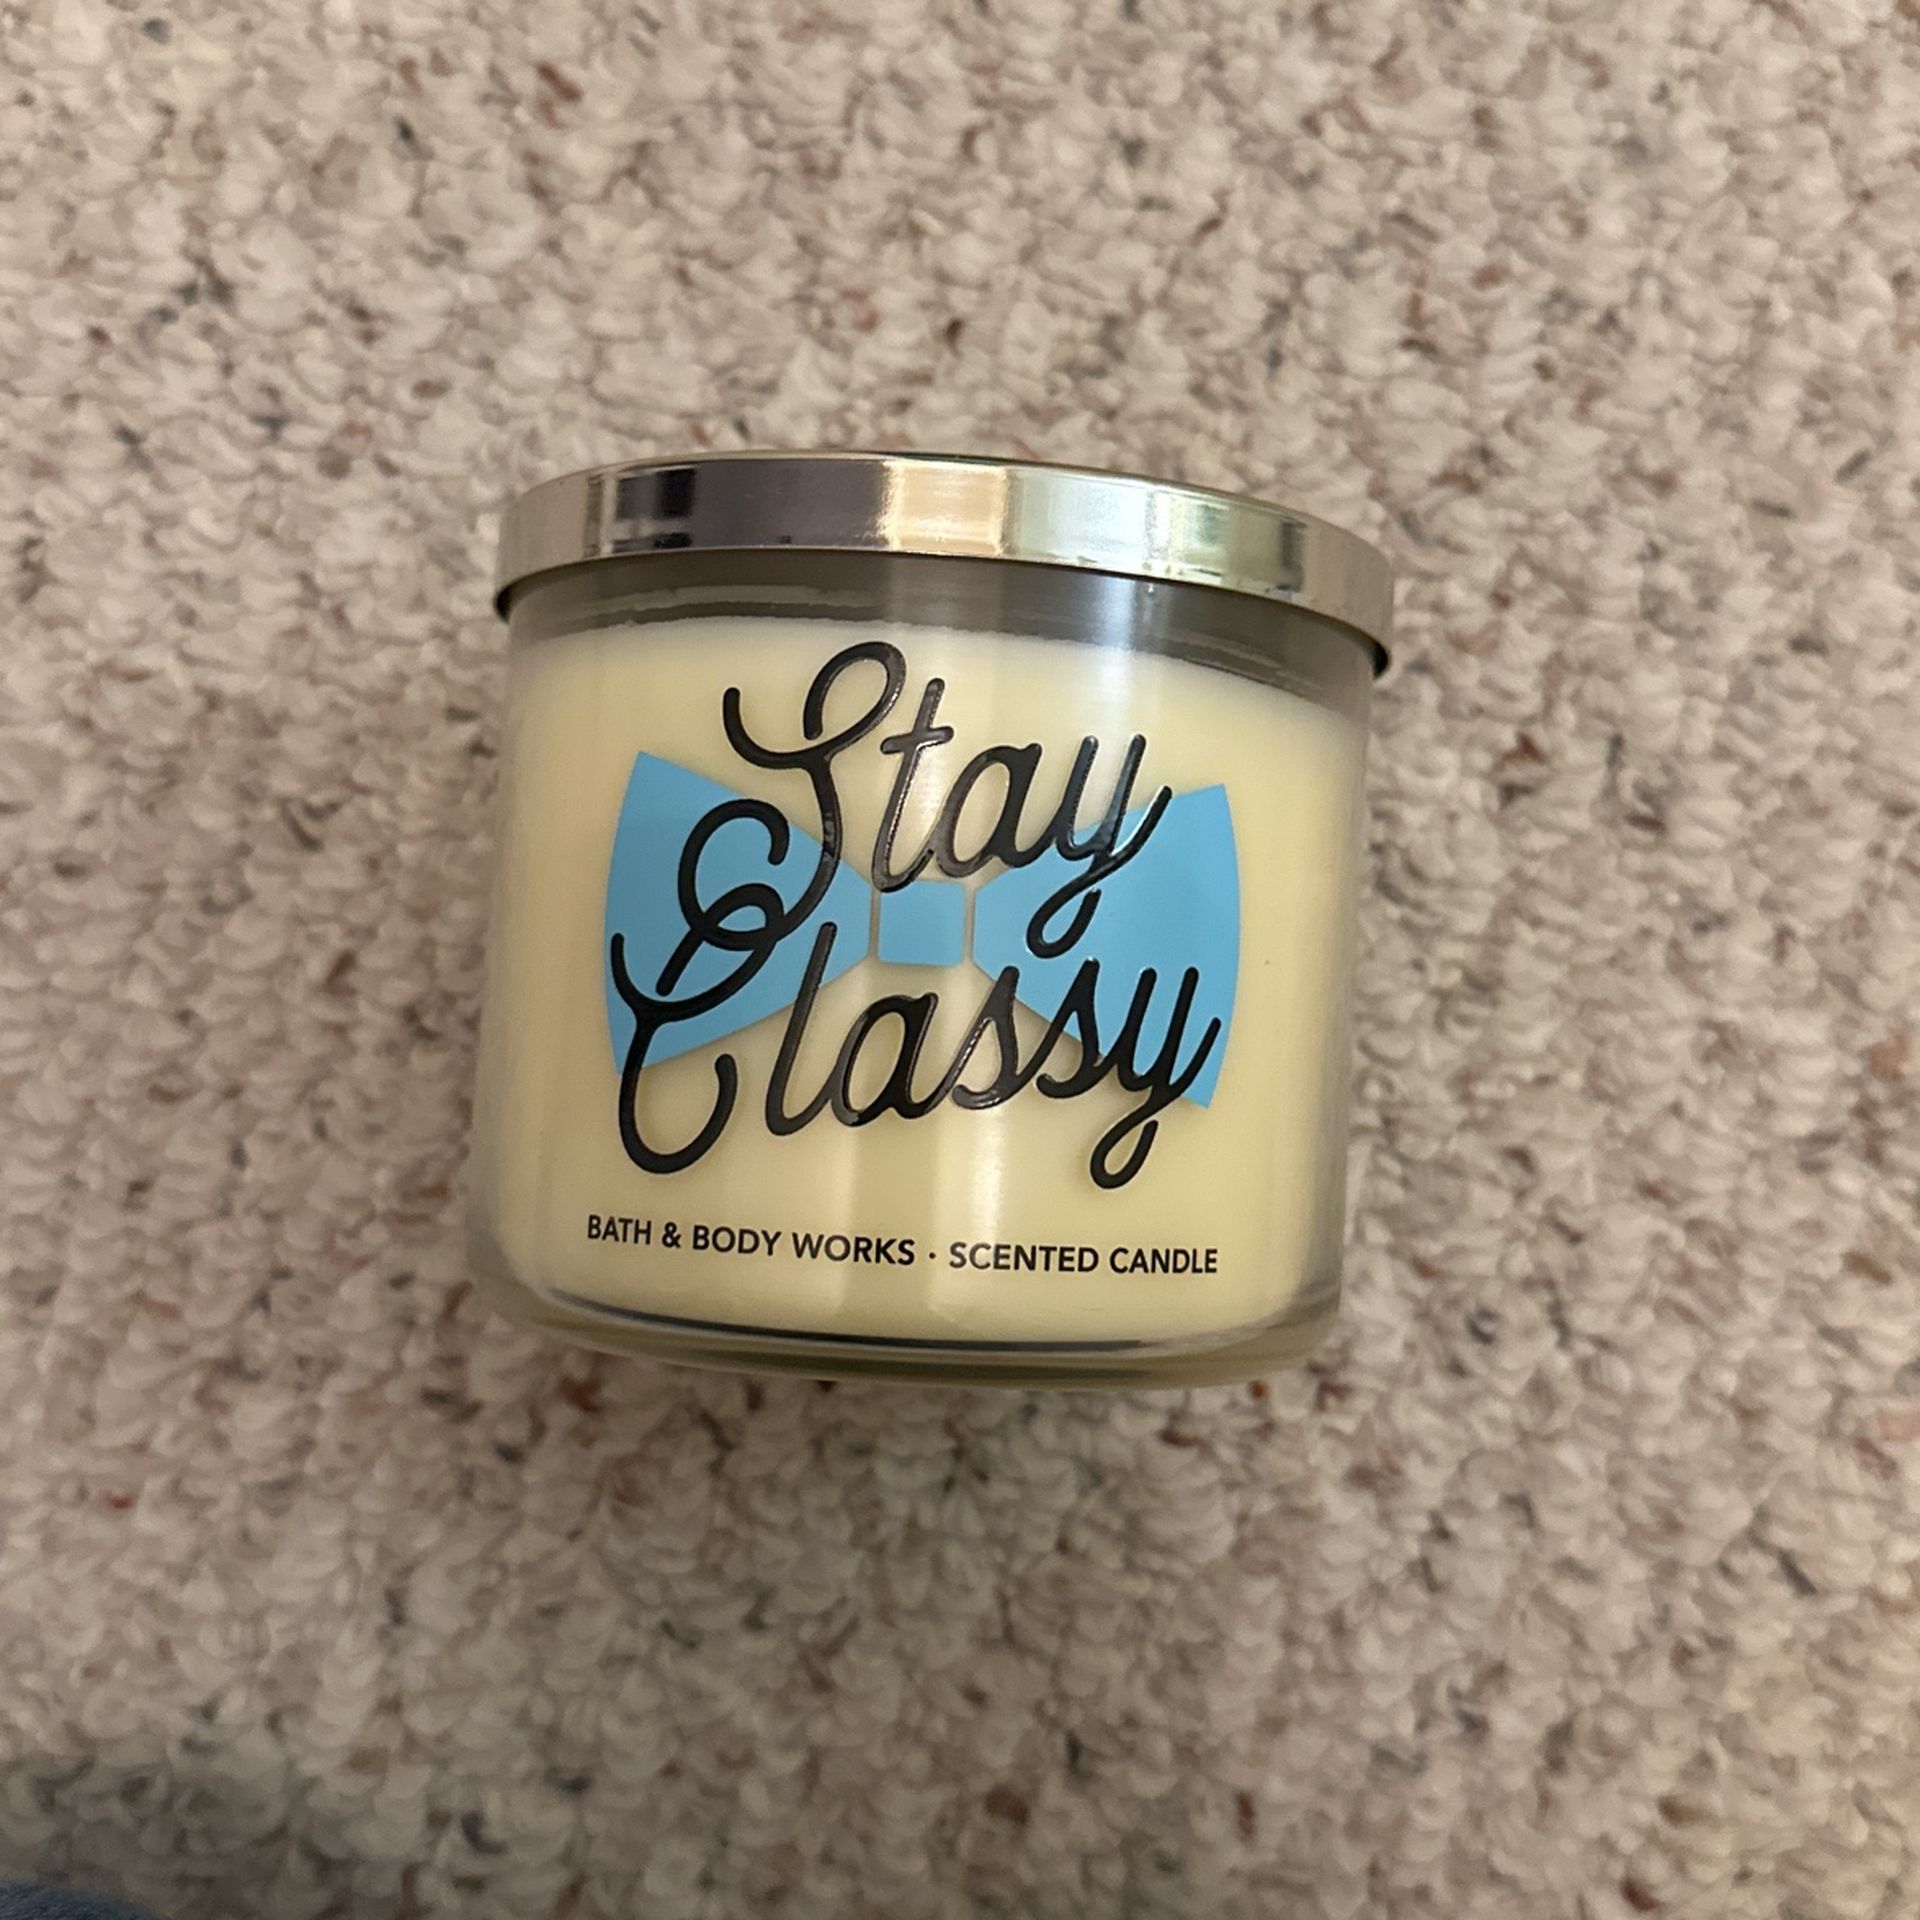 Stay
Classy
BATH & BODY WORKS · SCENTED CANDLE